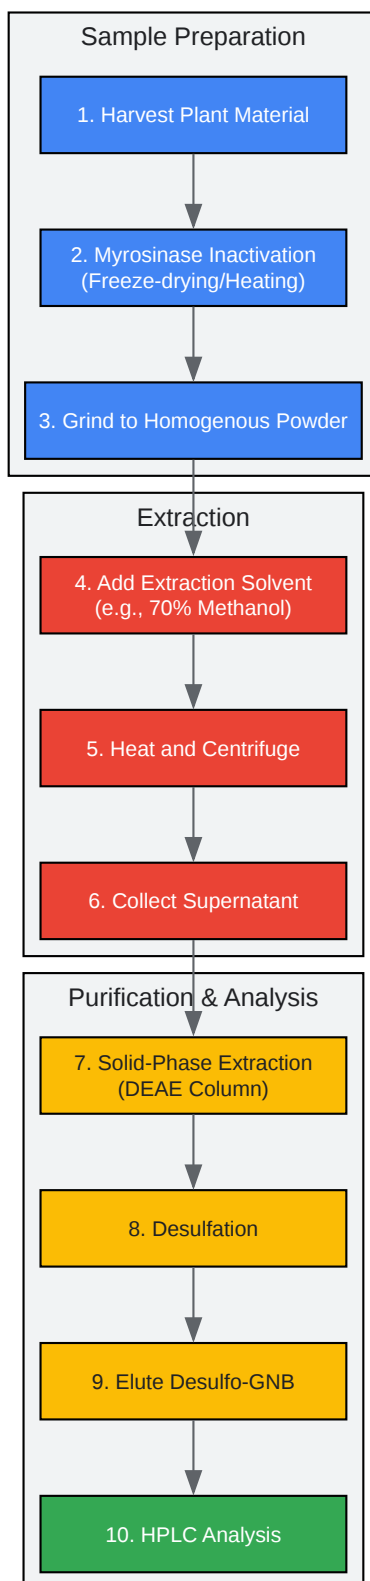 Sample Preparation
1. Harvest Plant Material
2. Myrosinase Inactivation
(Freeze-drying/Heating)
3. Grind to Homogenous Powder
Extraction
4. Add Extraction Solvent
(e.g., 70% Methanol)
5. Heat and Centrifuge
6. Collect Supernatant
Purification & Analysis
7. Solid-Phase Extraction
(DEAE Column)
8. Desulfation
9. Elute Desulfo-GNB
10. HPLC Analysis